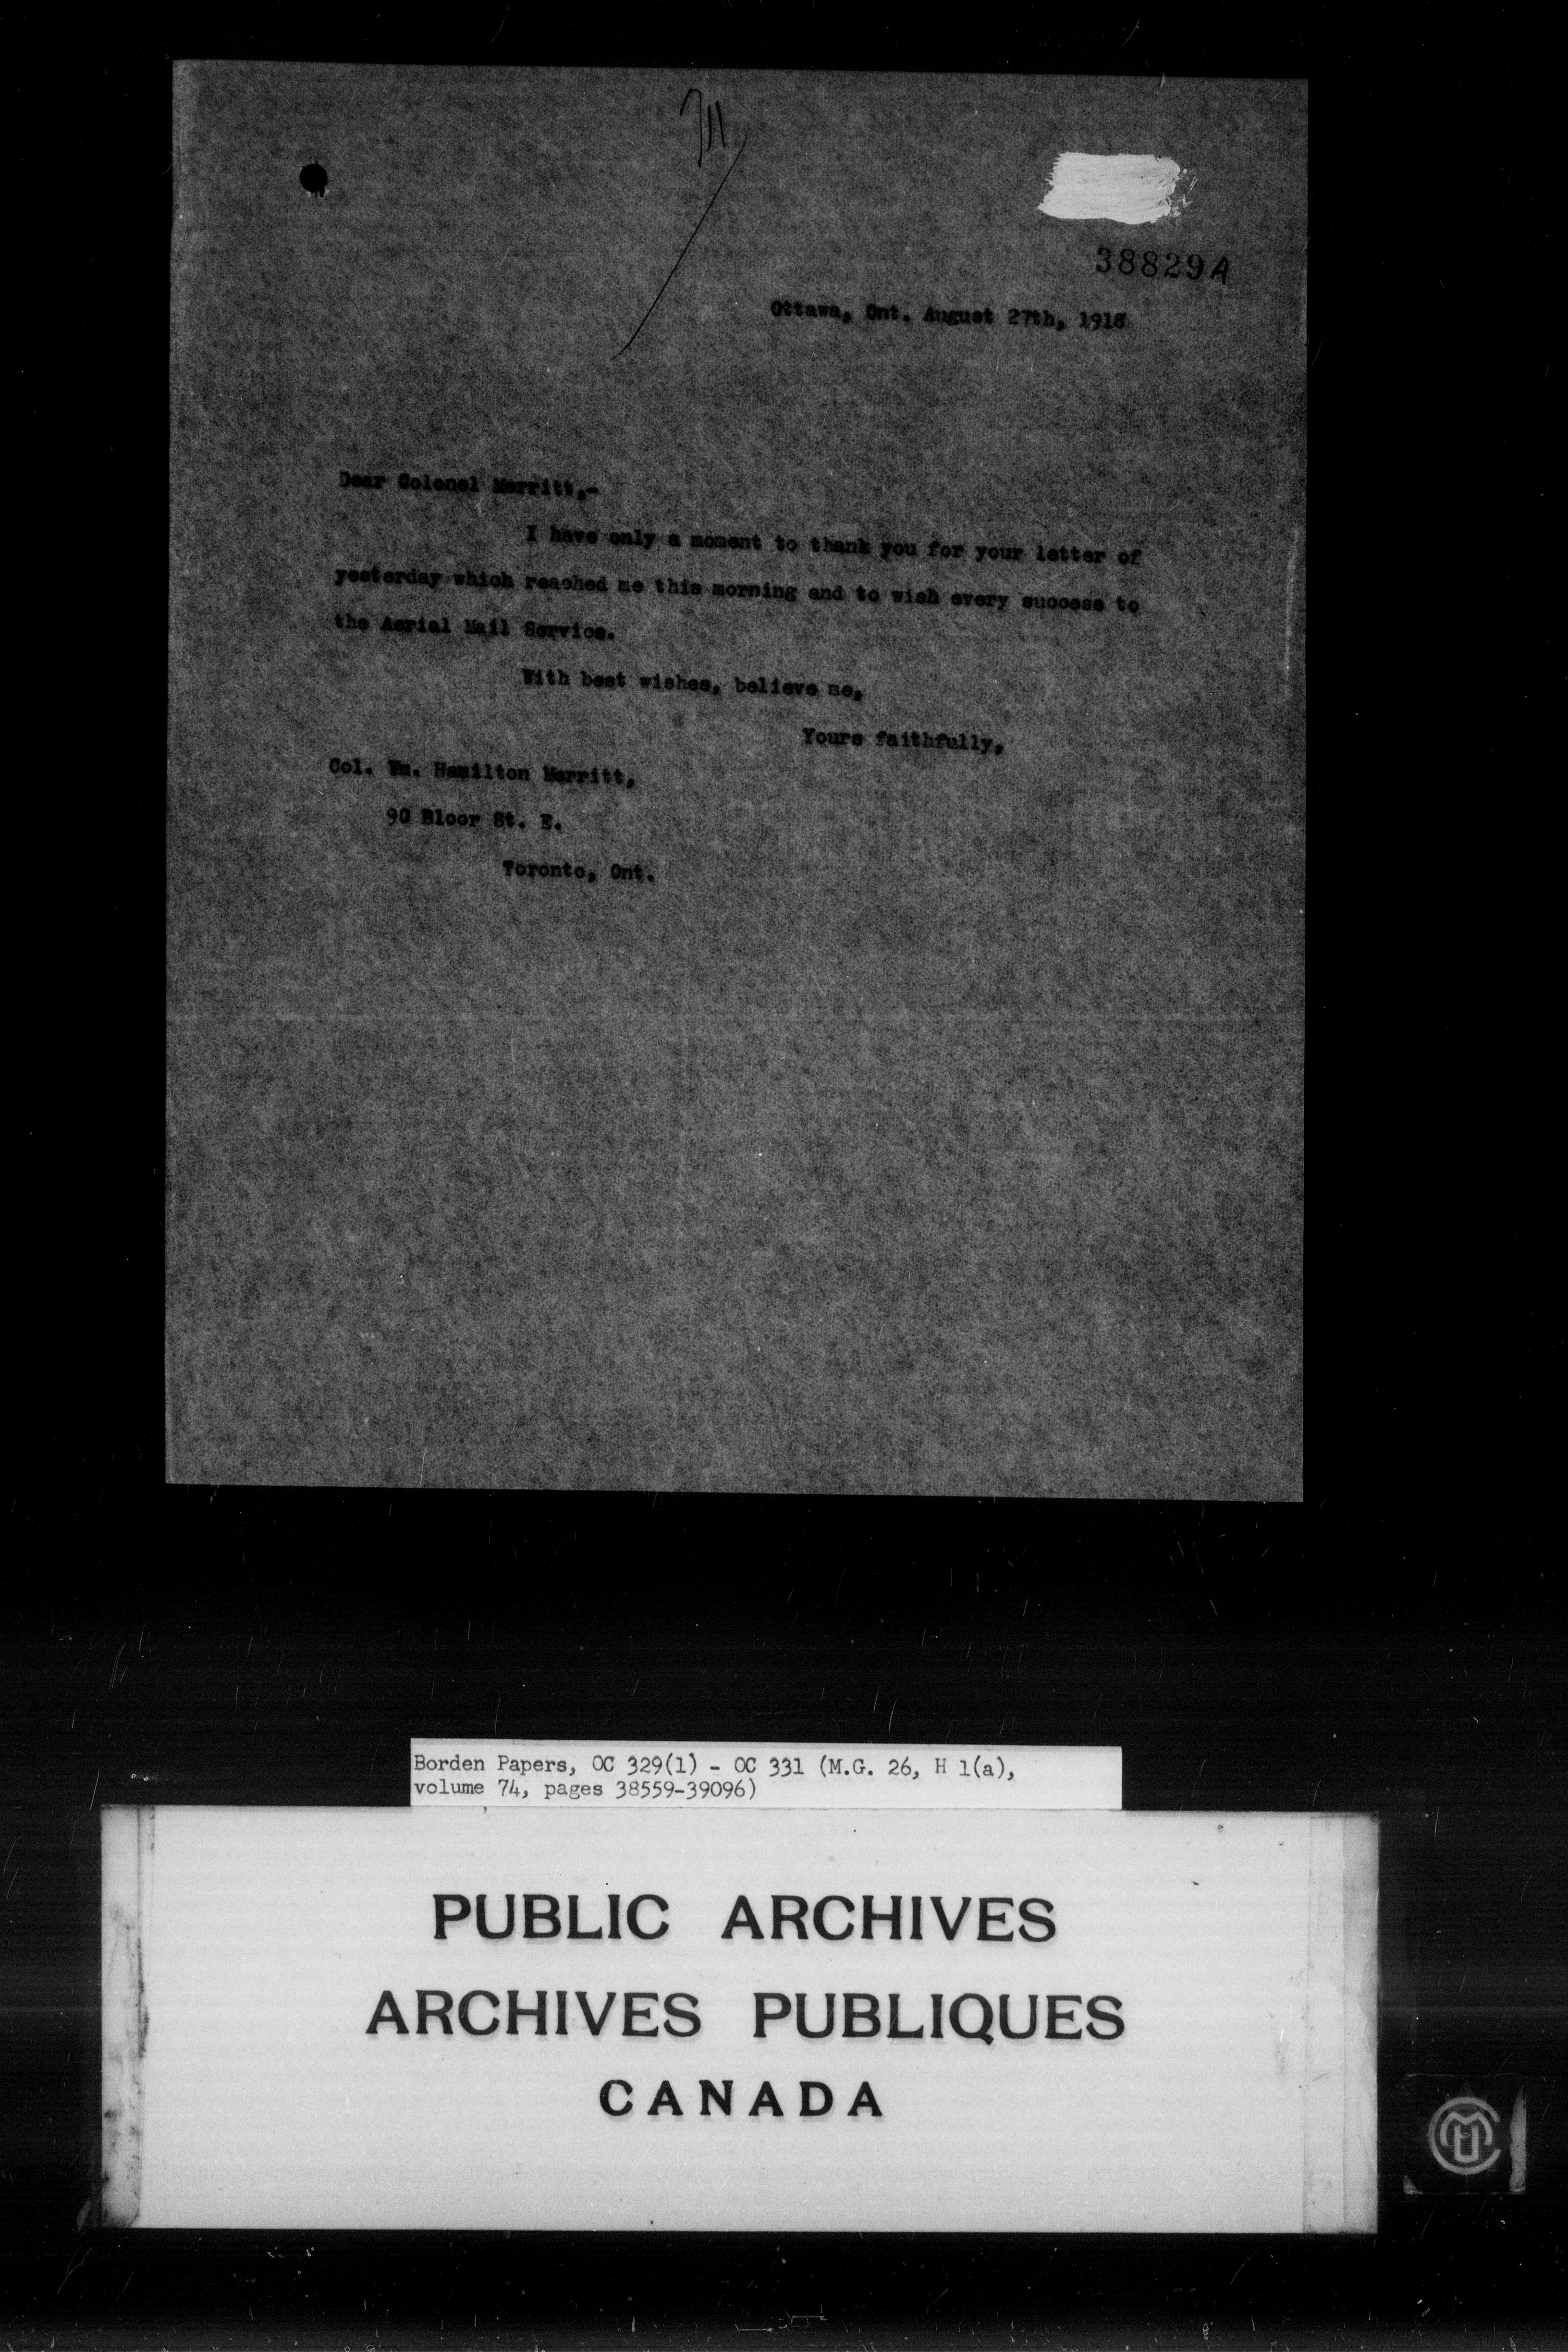 38829A
Ottawa, Ont. August 27th, 1918
Dear Colonel Merritt,-
I have only a moment to thank you for your letter of
yesterday which reached me this morning and to wish every success to
the Aerial Mail Service.
With best wishes, believe me,
Yours faithfully,
Col. Wm. Hamilton Merritt,
90 Bloor St. E.
Toronto, Ont.
Borden Papers, OC 329(1) - OC 331 (M.G. 26, H 1(a),
volume 74, pages 38559-39096)
PUBLIC ARCHIVES
ARCHIVES PUBLIQUES
CANADA